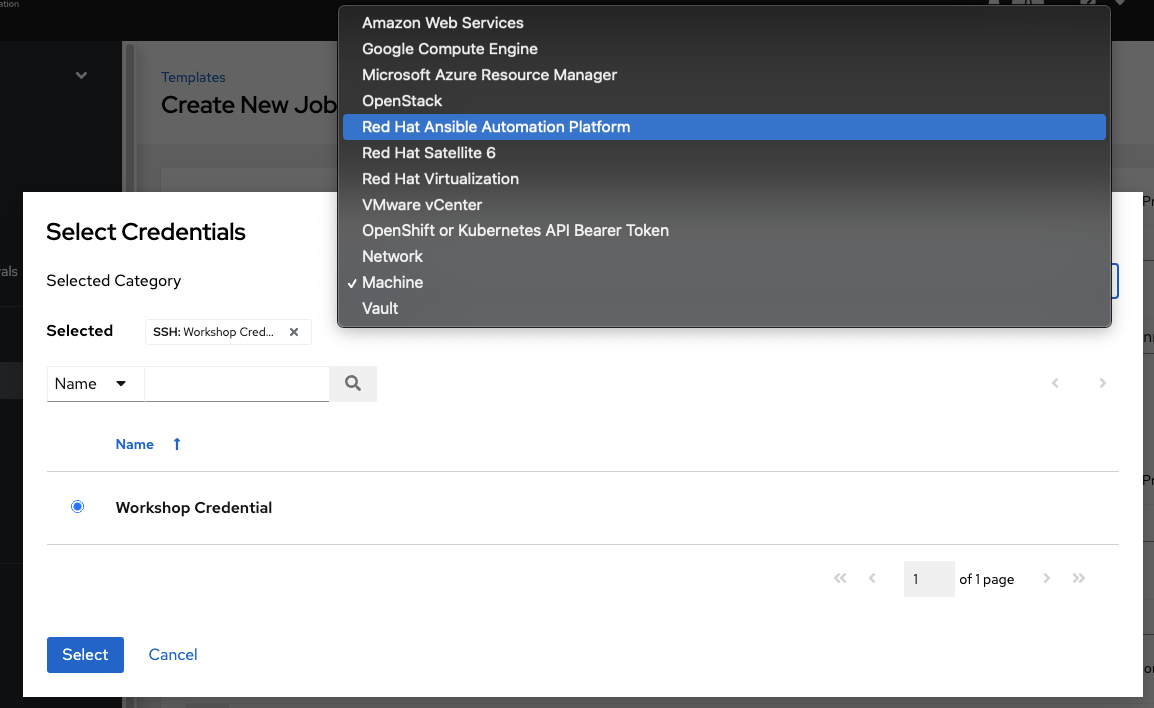 ation
Amazon Web Services
Google Compute Engine
Microsoft Azure Resource Manager
OpenStack
Red Hat Ansible Automation Platform
Red Hat Satellite 6
Red Hat Virtualization
VMware vCenter
OpenShift or Kubernetes API Bearer Token
Network
✓ Machine
Vault
Templates
Create New Job
vals
Select Credentials
Selected Category
Selected SSH: Workshop Cred...
Name
Name
Workshop Credential
1 of 1 page
Select Cancel